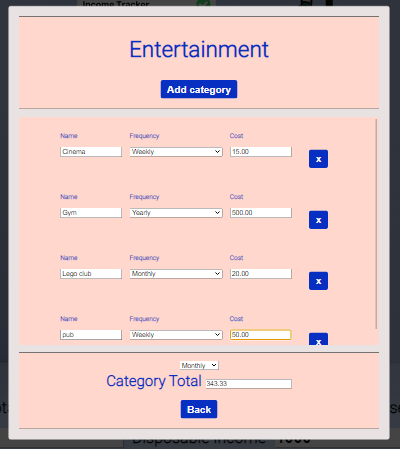 Income Tracker
Entertainment
Add category
Name Frequency Cost
Cinema Weekly 15.00 x
Name Frequency Cost
Gym Yearly 500.00 x
Name Frequency Cost
Lego club Monthly 20.00 x
Name Frequency Cost
pub Weekly 50.00 x
Monthly
Category Total 343.33
Back
Disposable Income